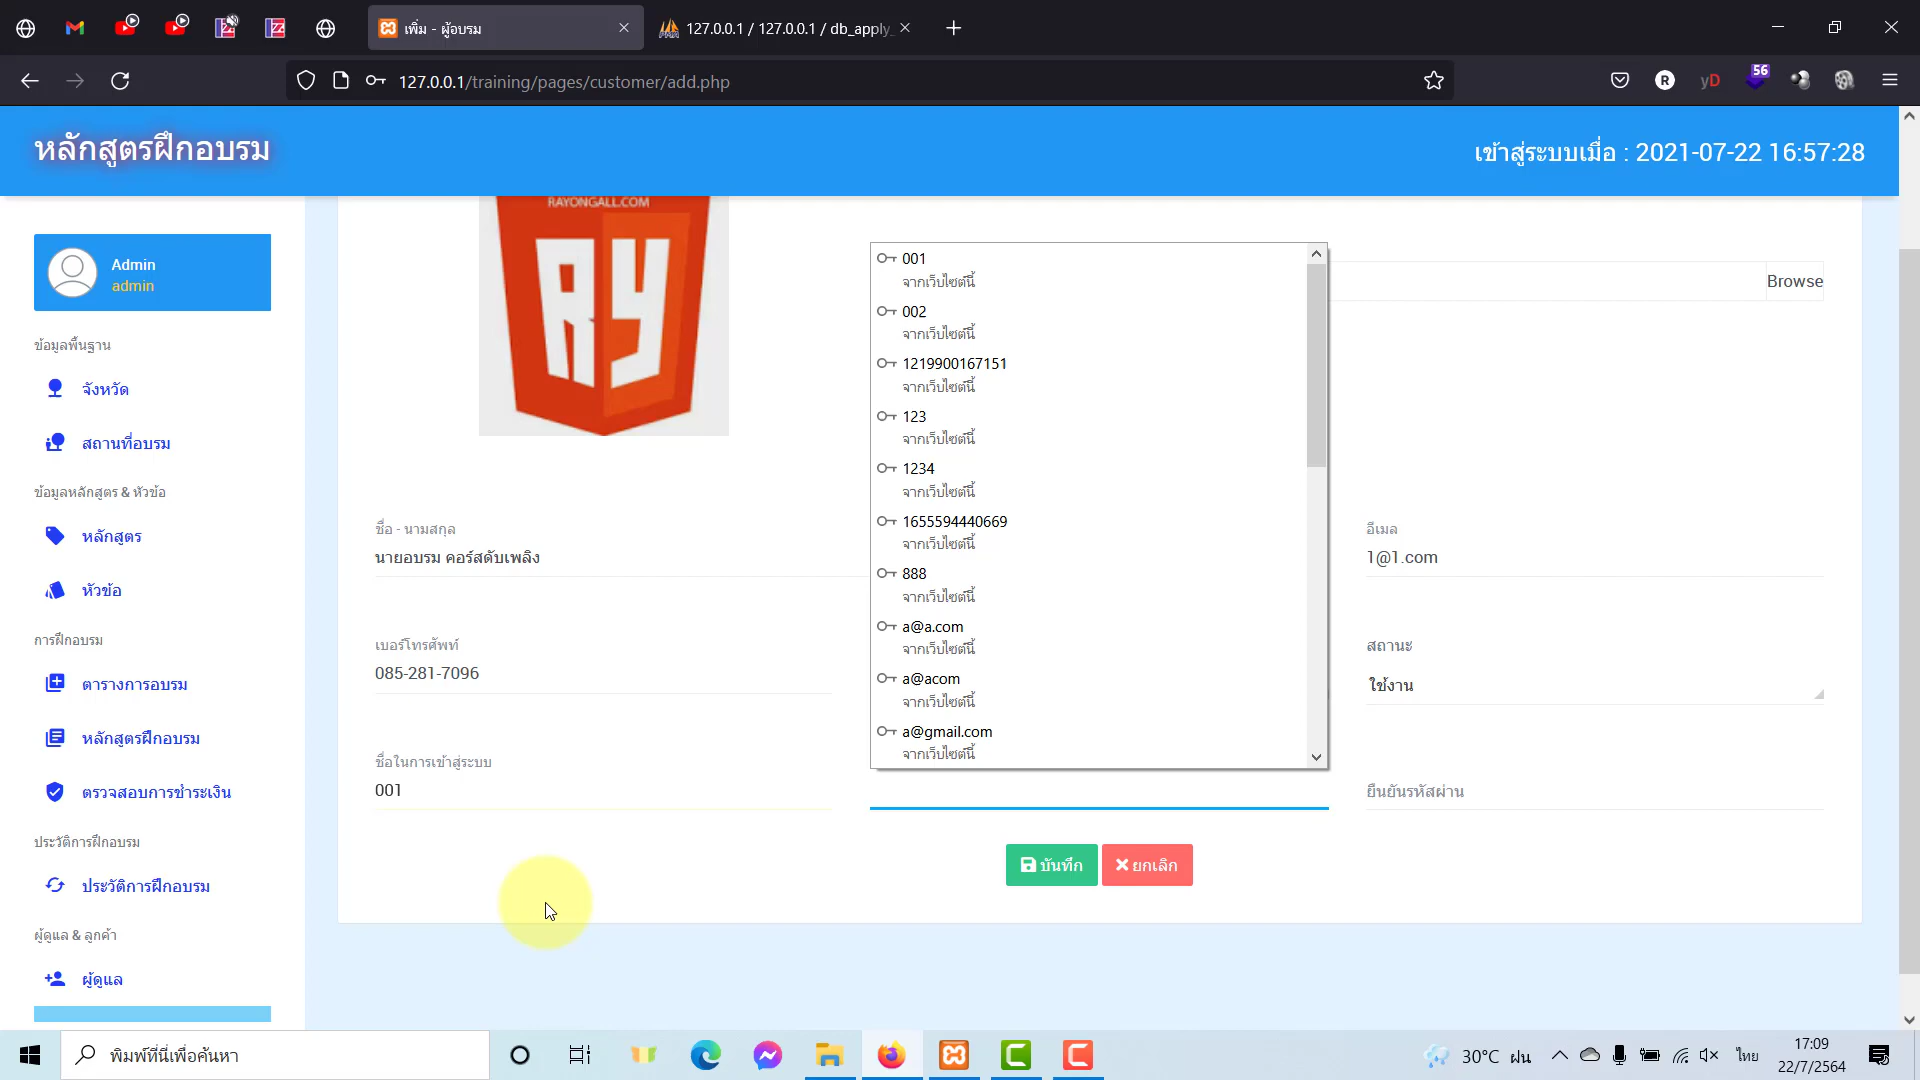 เพิ่ม - ผู้อบรม
127.0.0.1 / 127.0.0.1 / db_apply_
127.0.0.1/training/pages/customer/add.php
R
yD
56
หลักสูตรฝึกอบรม
เข้าสู่ระบบเมื่อ : 2021-07-22 16:57:28
Admin
admin
ข้อมูลพื้นฐาน
จังหวัด
สถานที่อบรม
ข้อมูลหลักสูตร & หัวข้อ
หลักสูตร
หัวข้อ
การฝึกอบรม
ตารางการอบรม
หลักสูตรฝึกอบรม
ตรวจสอบการชำระเงิน
ประวัติการฝึกอบรม
ประวัติการฝึกอบรม
ผู้ดูแล & ลูกค้า
ผู้ดูแล
RAYONGALL.COM
RY
Browse
001
จากเว็บไซต์นี้
002
จากเว็บไซต์นี้
1219900167151
จากเว็บไซต์นี้
123
จากเว็บไซต์นี้
1234
จากเว็บไซต์นี้
1655594440669
จากเว็บไซต์นี้
888
จากเว็บไซต์นี้
a@a.com
จากเว็บไซต์นี้
a@acom
จากเว็บไซต์นี้
a@gmail.com
จากเว็บไซต์นี้
ชื่อ - นามสกุล
นายอบรม คอร์สดับเพลิง
อีเมล
1@1.com
เบอร์โทรศัพท์
085-281-7096
สถานะ
ใช้งาน
ชื่อในการเข้าสู่ระบบ
001
ยืนยันรหัสผ่าน
บันทึก
ยกเลิก
พิมพ์ที่นี่เพื่อค้นหา
30°C ฝน
ไทย
17:09
22/7/2564